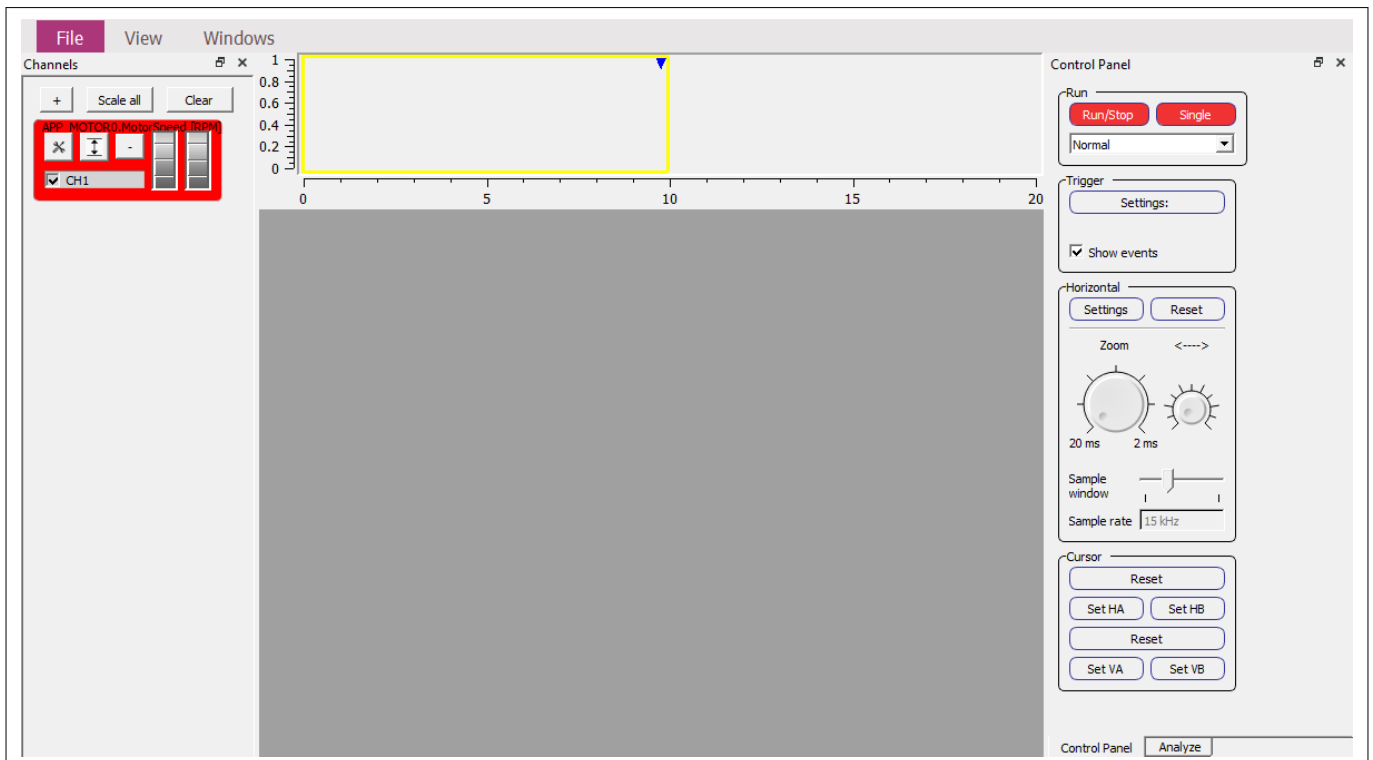 File View Windows
Channels
+ Scale all Clear
APP_MOTOR0.MotorSpeed [RPM]
-
CH1
1
0.8
0.6
0.4
0.2
0
0 5 10 15 20
Control Panel
Run
Run/Stop Single
Normal
Trigger
Settings:
Show events
Horizontal
Settings Reset
Zoom <---->
20 ms 2 ms
Sample
window
Sample rate 15 kHz
Cursor
Reset
Set HA Set HB
Reset
Set VA Set VB
Control Panel Analyze